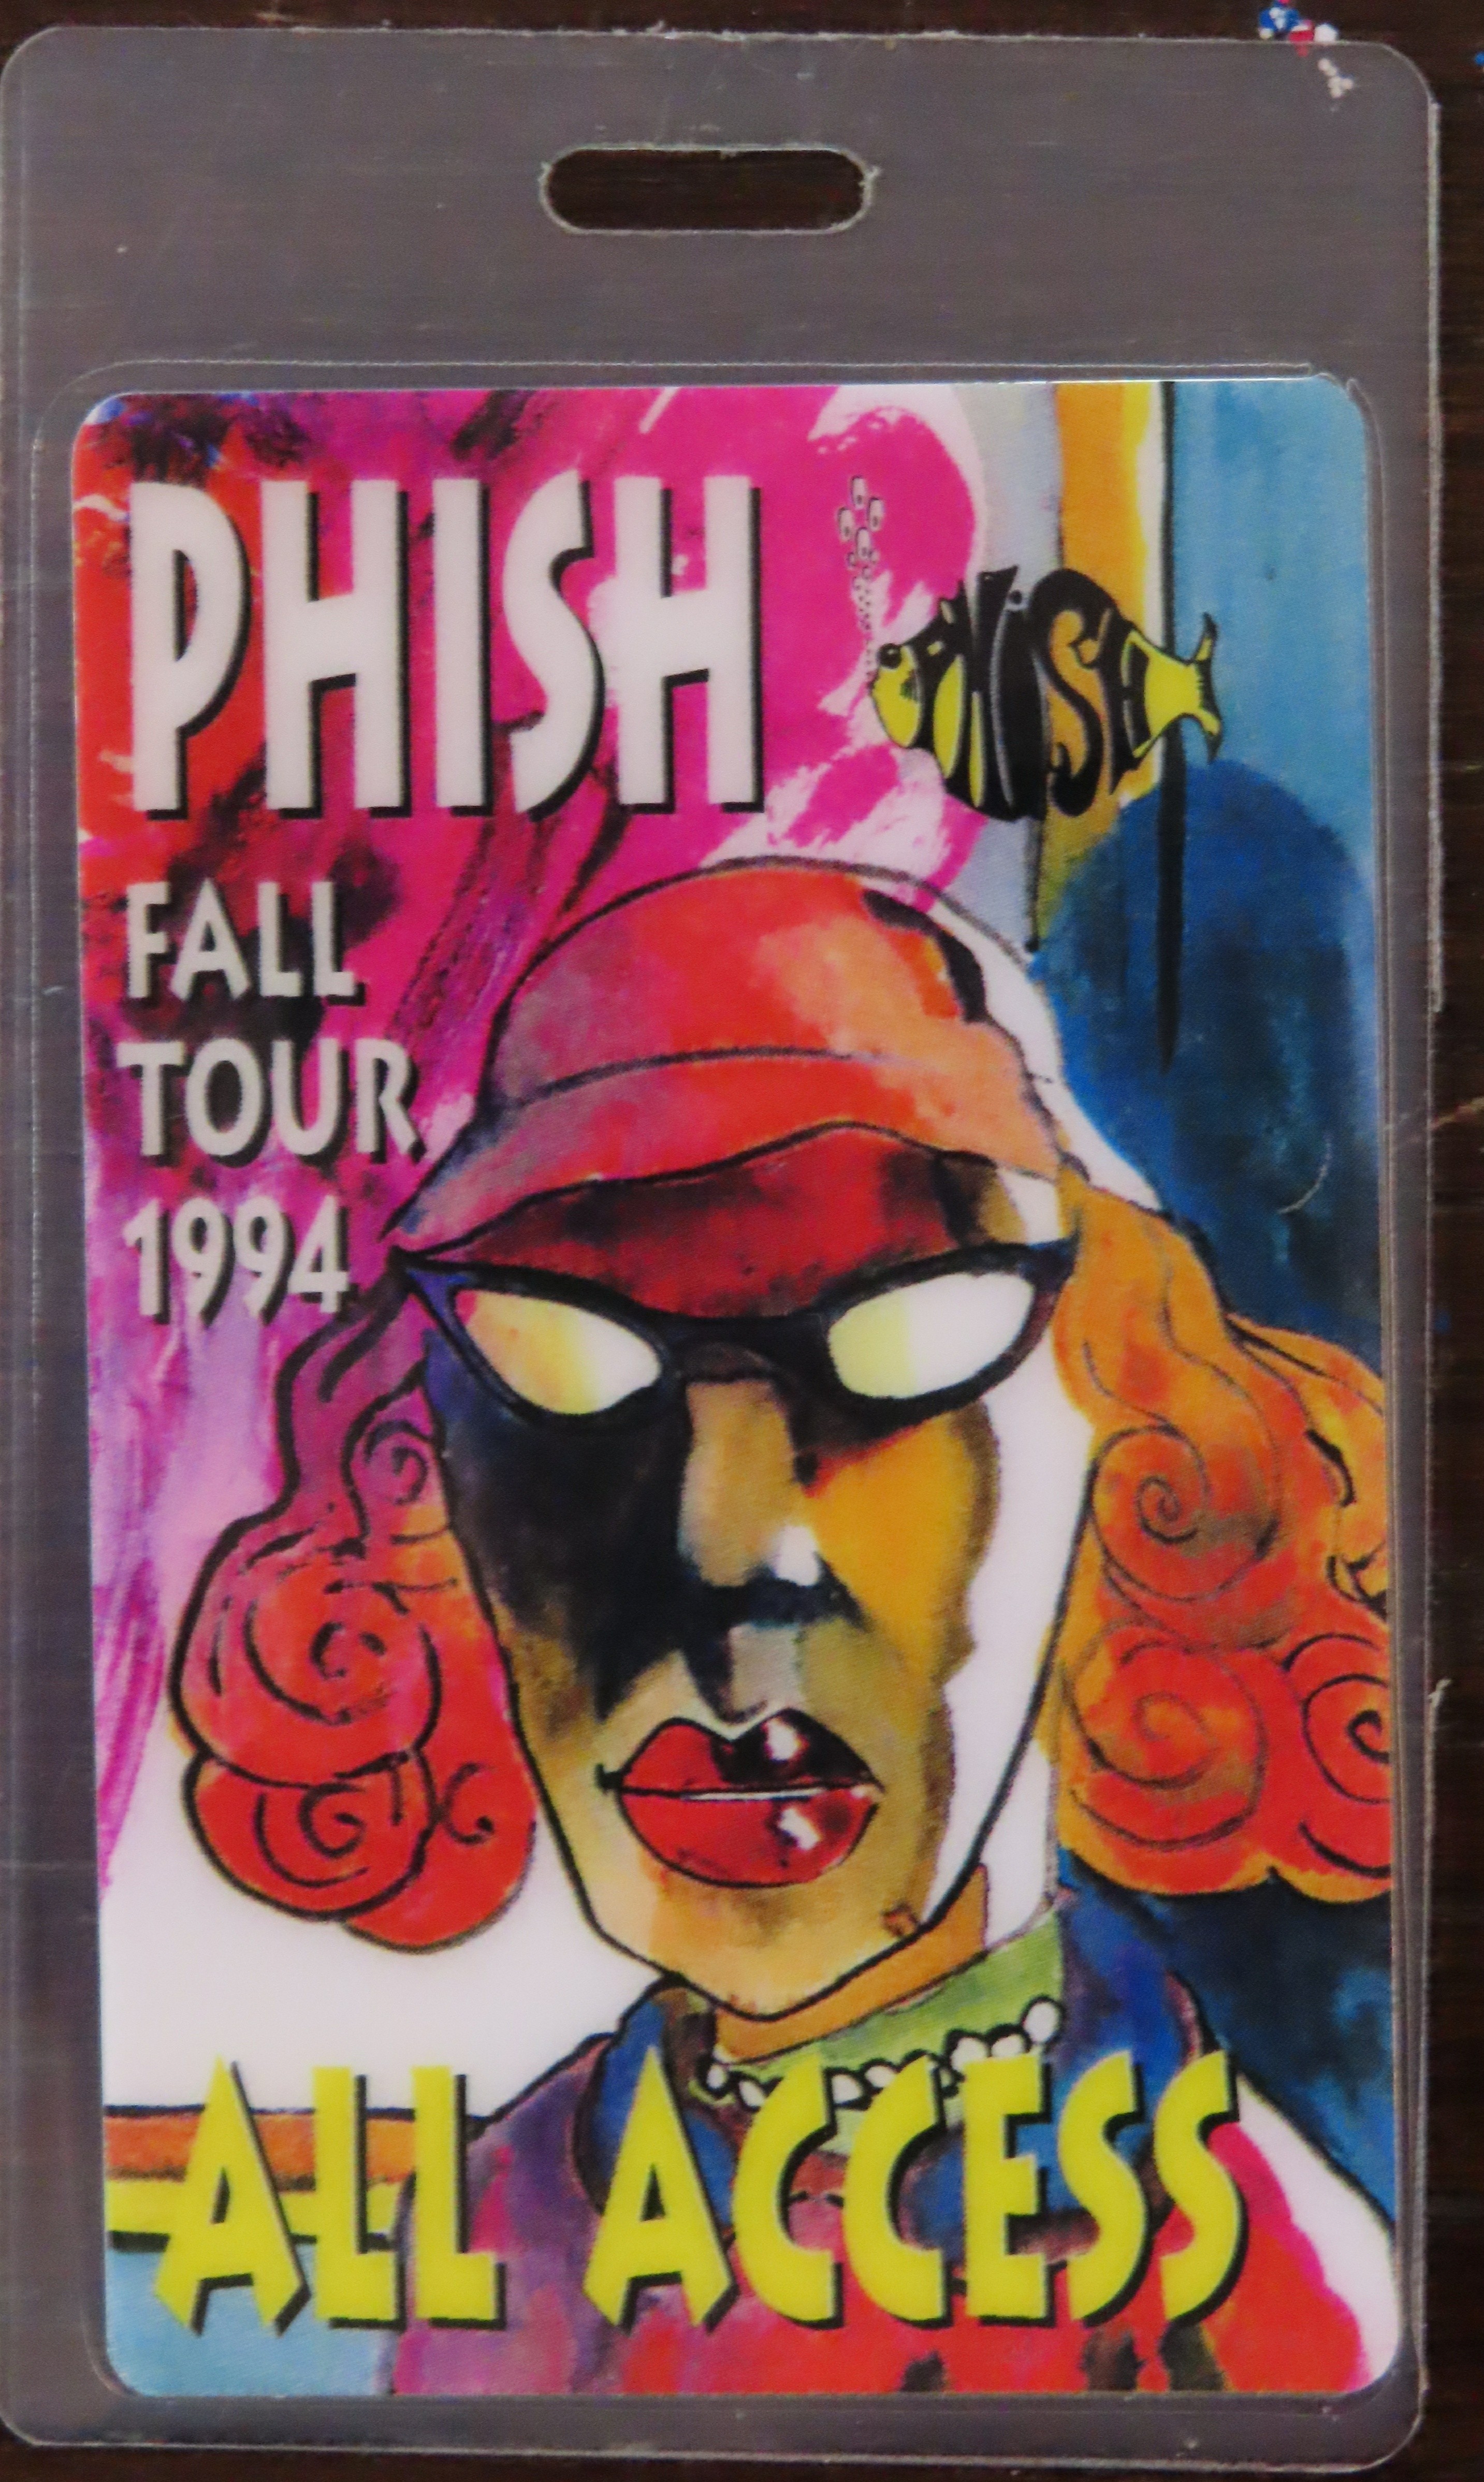 PHISH
PHiSH
FALL
TOUR
1994
ALL ACCESS